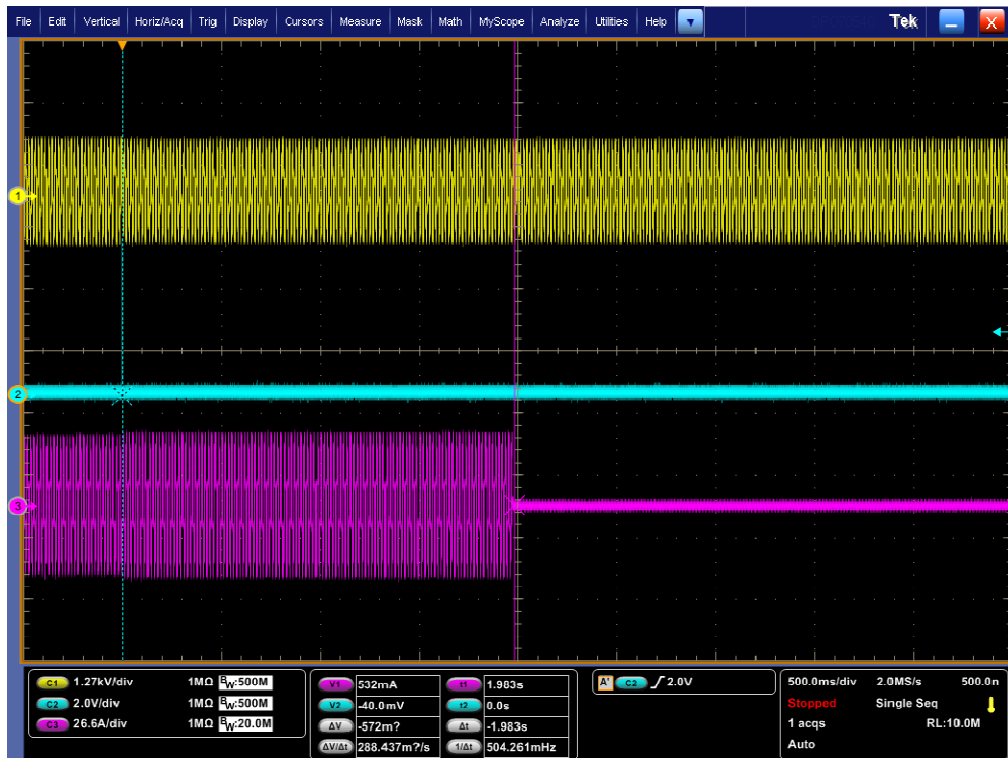 File Edit Vertical Horiz/Acq Trig Display Cursors Measure Mask Math MyScope Analyze Utilities Help Tek X
1
2
3
C1 1.27kV/div 1MΩ BW:500M
C2 2.0V/div 1MΩ BW:500M
C3 26.6A/div 1MΩ BW:20.0M
V1 532mA t1 1.983s
V2 -40.0mV t2 0.0s
ΔV -572m? Δt -1.983s
ΔV/Δt 288.437m?/s 1/Δt 504.261mHz
A' C2 2.0V
500.0ms/div 2.0MS/s 500.0n
Stopped Single Seq
1 acqs RL:10.0M
Auto